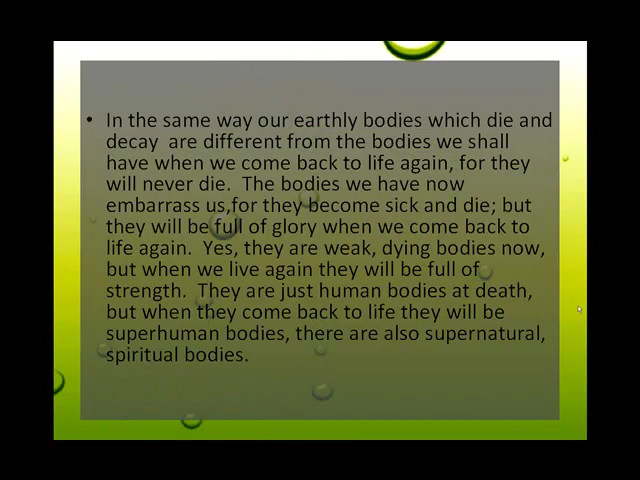 • In the same way our earthly bodies which die and
decay  are different from the bodies we shall
have when we come back to life again, for they
will never die.  The bodies we have now
embarrass us,for they become sick and die; but
they will be full of glory when we come back to
life again.  Yes, they are weak, dying bodies now,
but when we live again they will be full of
strength.  They are just human bodies at death,
but when they come back to life they will be
superhuman bodies, there are also supernatural,
spiritual bodies.